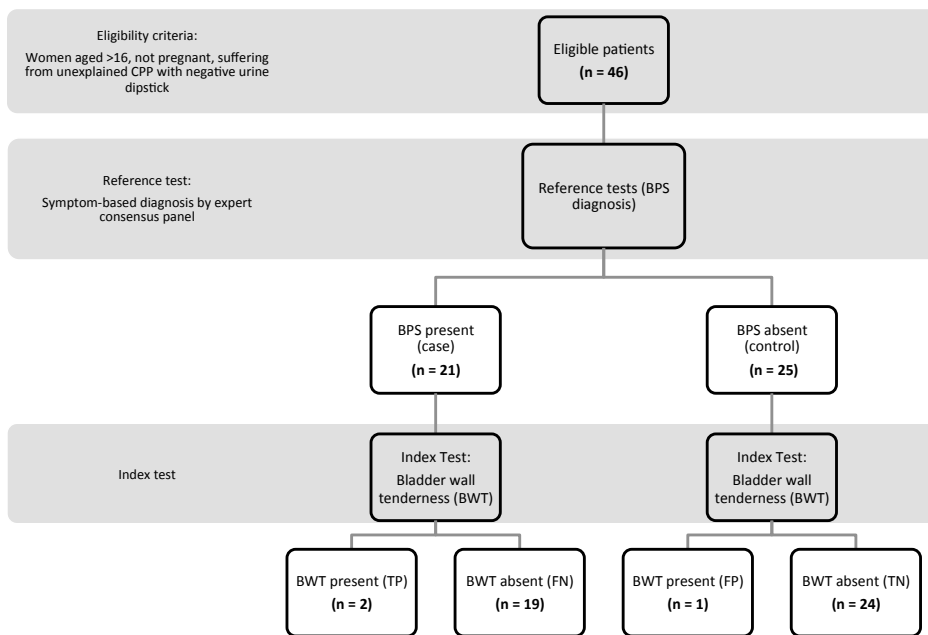 Eligibility criteria:
Women aged >16, not pregnant, suffering
from unexplained CPP with negative urine
dipstick
Eligible patients
(n = 46)
Reference test:
Symptom-based diagnosis by expert
consensus panel
Reference tests (BPS
diagnosis)
BPS present
(case)
(n = 21)
BPS absent
(control)
(n = 25)
Index test
Index Test:
Bladder wall
tenderness (BWT)
Index Test:
Bladder wall
tenderness (BWT)
BWT present (TP)
(n = 2)
BWT absent (FN)
(n = 19)
BWT present (FP)
(n = 1)
BWT absent (TN)
(n = 24)